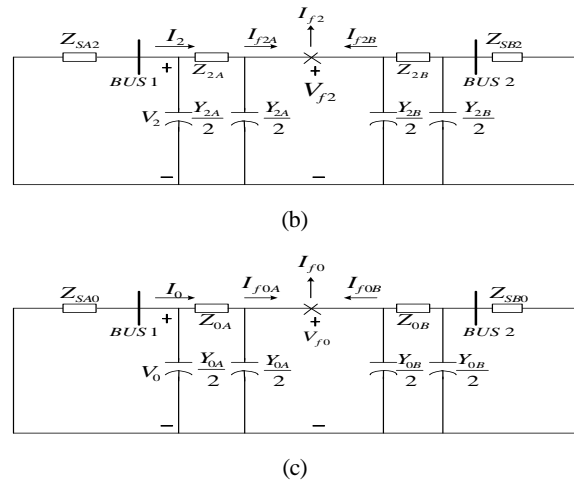 I_{f2}
Z_{SA2} I_2 I_{f2A} I_{f2B} Z_{SB2}
BUS 1 Z_{2A} + Z_{2B} BUS 2
+ V_{f2}
V_2 Y_{2A}/2 Y_{2A}/2 Y_{2B}/2 Y_{2B}/2
− −
(b)
I_{f0}
Z_{SA0} I_0 I_{f0A} I_{f0B} Z_{SB0}
BUS 1 Z_{0A} + Z_{0B} BUS 2
+ V_{f0}
V_0 Y_{0A}/2 Y_{0A}/2 Y_{0B}/2 Y_{0B}/2
− −
(c)